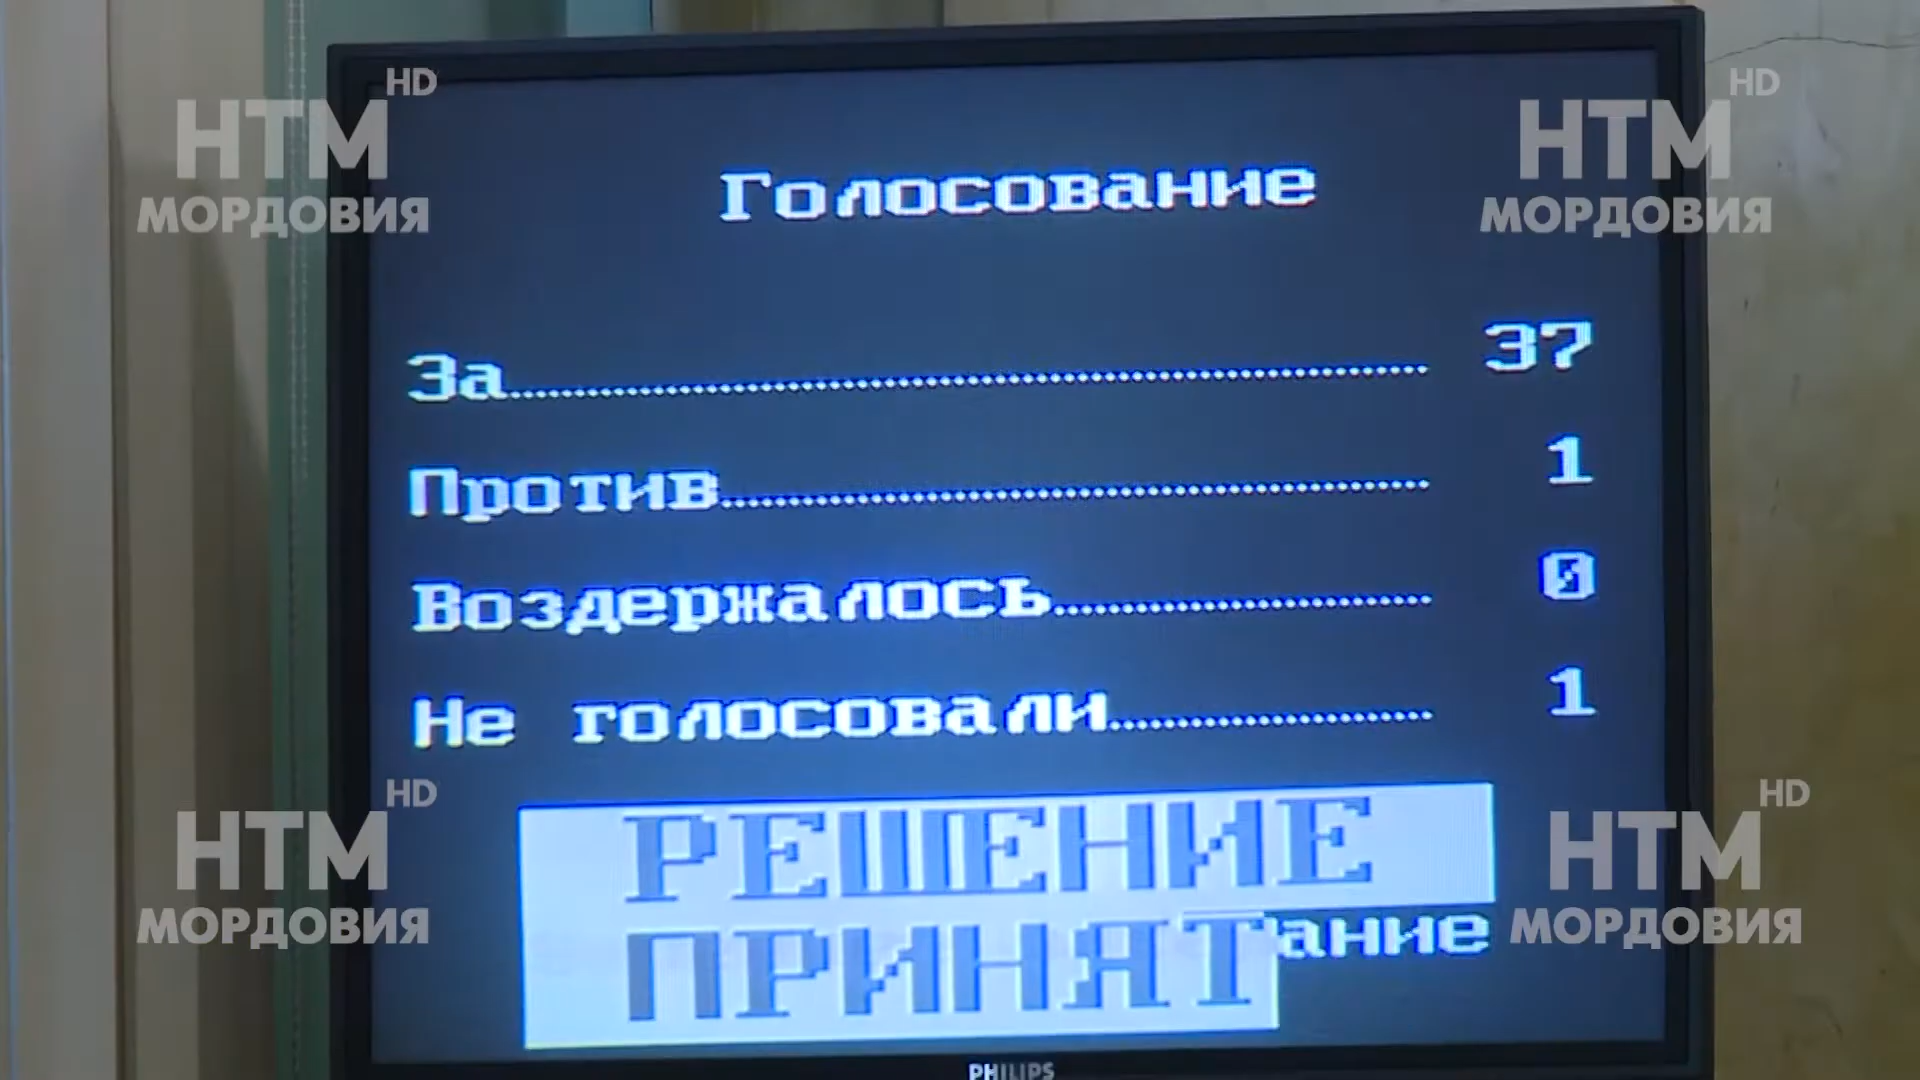 HD
НТМ
МОРДОВИЯ
HD
НТМ
МОРДОВИЯ
Голосование
За 37
Против 1
Воздержалось 0
Не голосовали 1
РЕШЕНИЕ
ПРИНЯТ
ание
HD
НТМ
МОРДОВИЯ
HD
НТМ
МОРДОВИЯ
PHILIPS